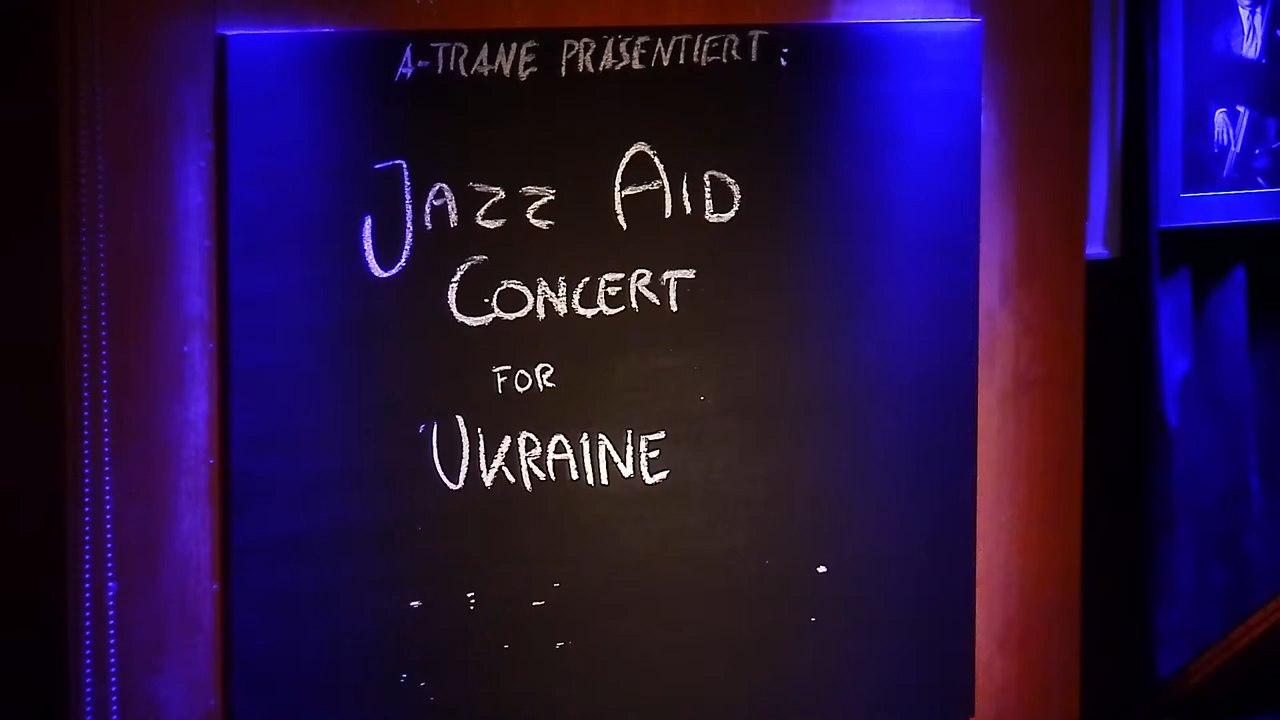 A-TRANE PRÄSENTIERT:
JAZZ AID
CONCERT
FOR
UKRAINE